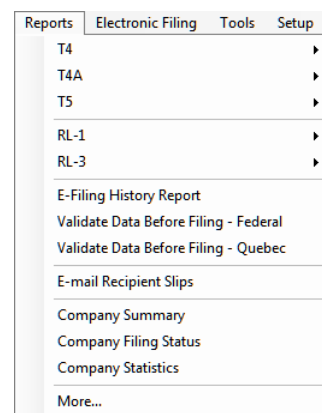 Reports Electronic Filing Tools Setup
T4
T4A
T5
RL-1
RL-3
E-Filing History Report
Validate Data Before Filing - Federal
Validate Data Before Filing - Quebec
E-mail Recipient Slips
Company Summary
Company Filing Status
Company Statistics
More...